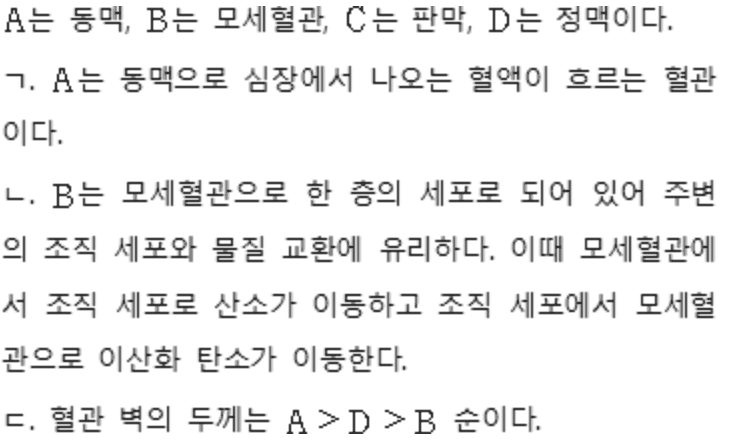 A는 동맥, B는 모세혈관, C는 판막, D는 정맥이다.
ㄱ. A는 동맥으로 심장에서 나오는 혈액이 흐르는 혈관
이다.
ㄴ. B는 모세혈관으로 한 층의 세포로 되어 있어 주변
의 조직 세포와 물질 교환에 유리하다. 이때 모세혈관에
서 조직 세포로 산소가 이동하고 조직 세포에서 모세혈
관으로 이산화 탄소가 이동한다.
ㄷ. 혈관 벽의 두께는 A > D > B 순이다.